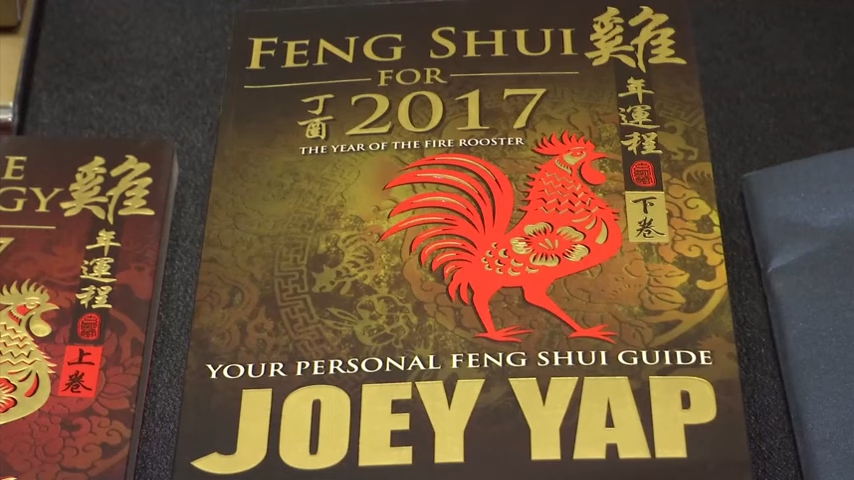 FENG SHUI
FOR
丁酉
2017
THE YEAR OF THE FIRE ROOSTER
雞
年運程
下卷
YOUR PERSONAL FENG SHUI GUIDE
JOEY YAP
E
GY
7
雞
年運程
上卷